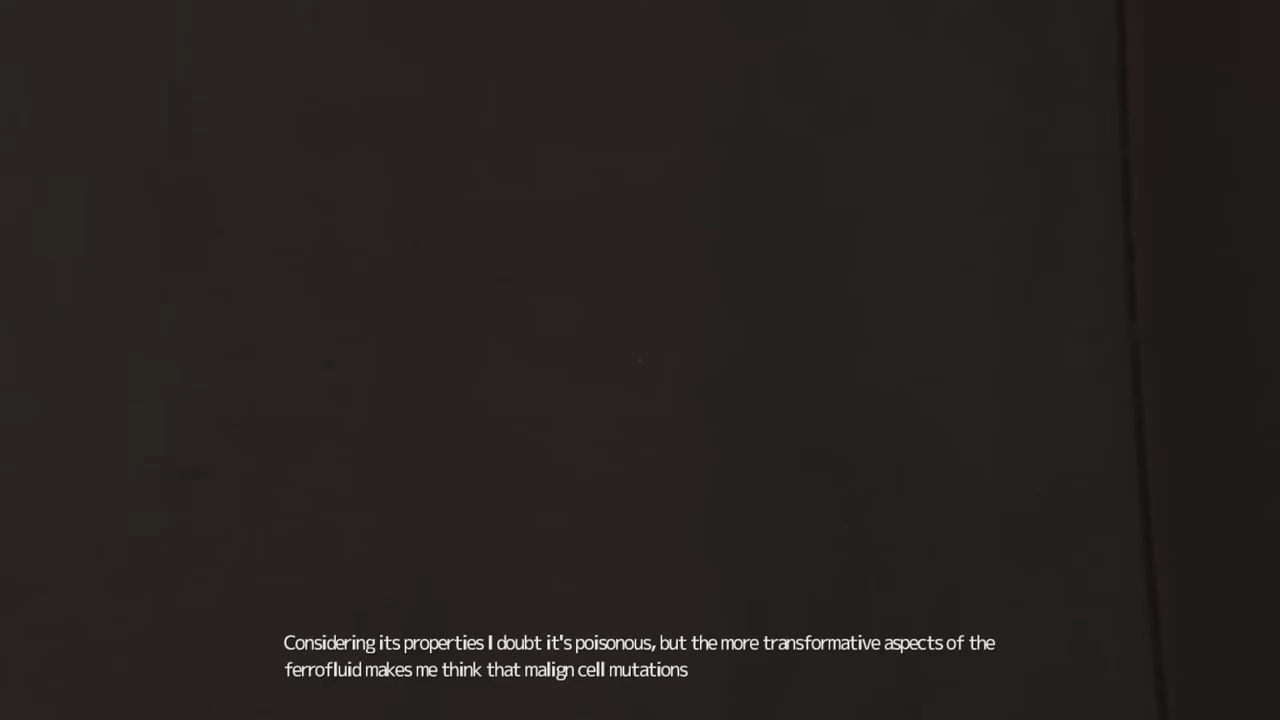 Considering its properties I doubt it's poisonous, but the more transformative aspects of the
ferrofluid makes me think that malign cell mutations